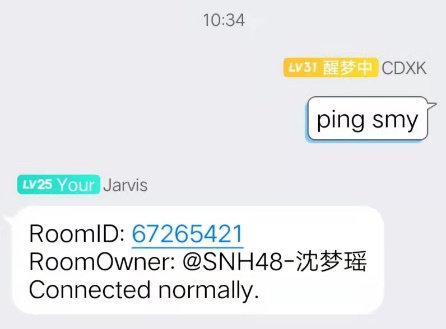 10:34
LV31 醒梦中 CDXK
ping smy
LV25 Your Jarvis
RoomID: 67265421
RoomOwner: @SNH48-沈梦瑶
Connected normally.